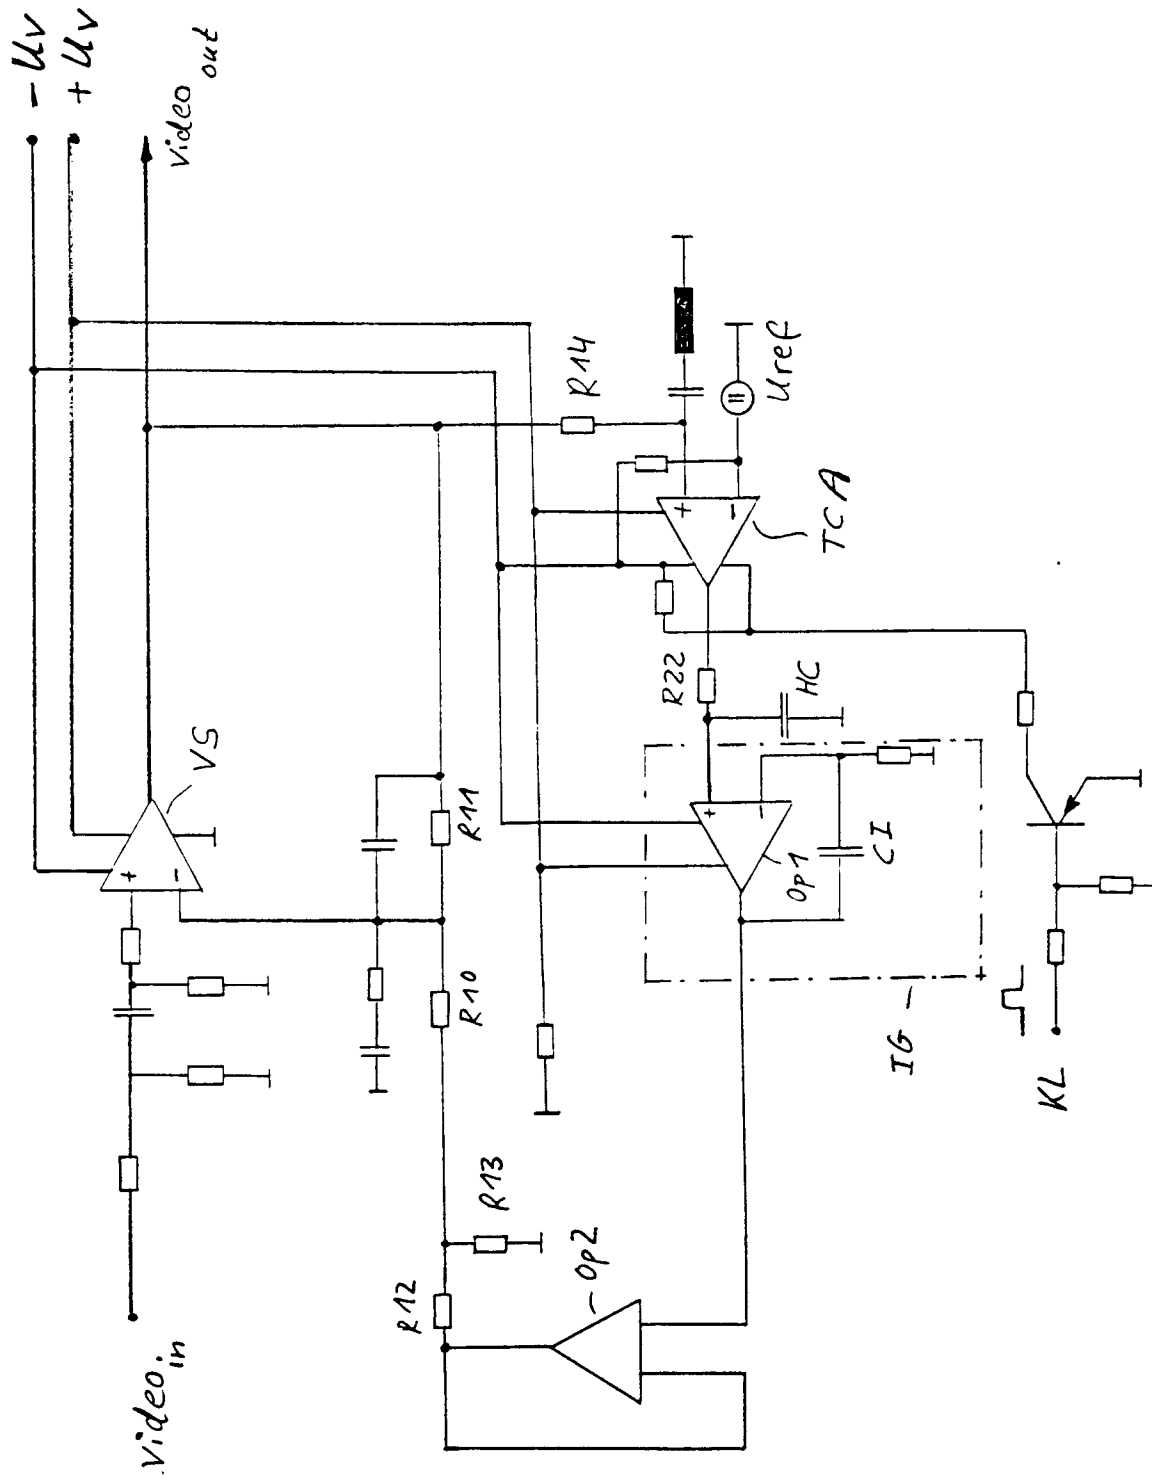 - Uv
+ Uv
Video out
VS
R11
R10
R14
Uref
TCA
R22
HC
Op1
CI
IG
KL
R13
R12
Op2
Video in